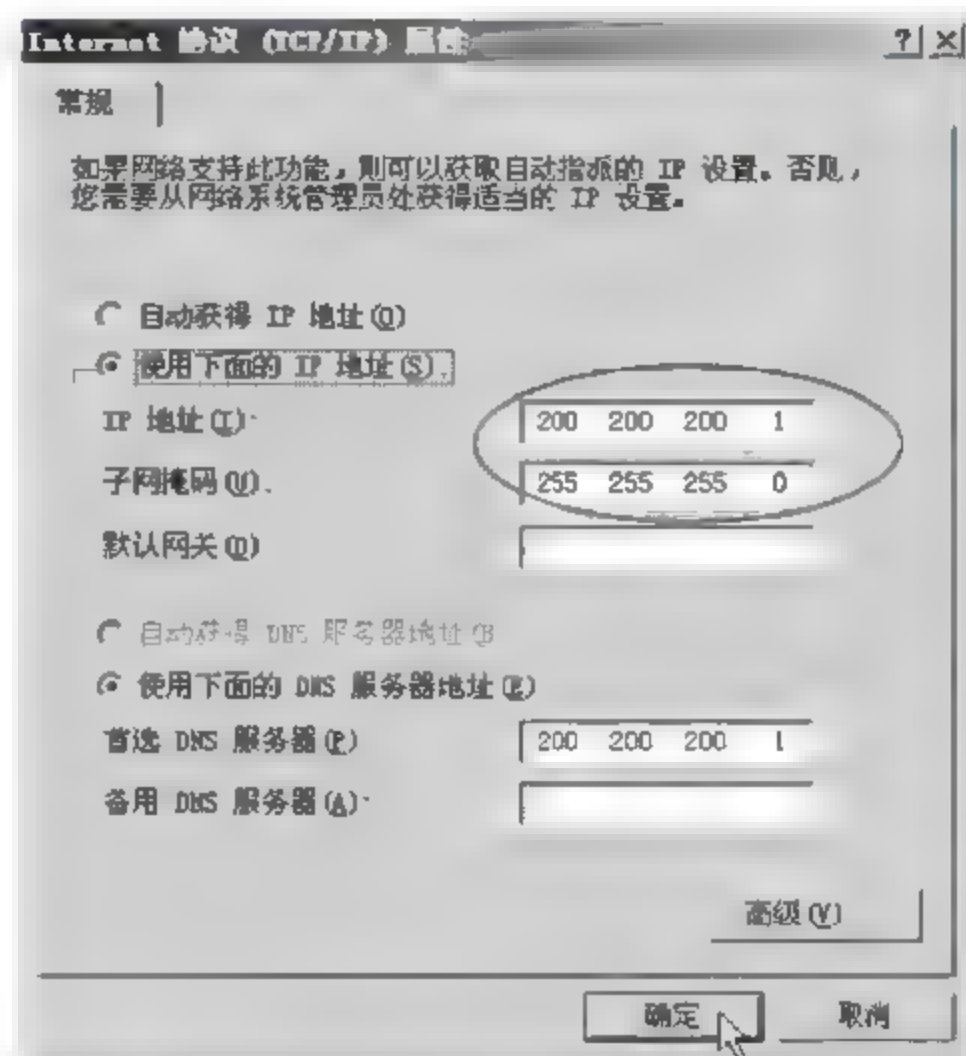 Internet 协议 (TCP/IP) 属性
? ×
常规
如果网络支持此功能，则可以获取自动指派的 IP 设置。否则，
您需要从网络系统管理员处获得适当的 IP 设置。
自动获得 IP 地址(O)
使用下面的 IP 地址(S).
IP 地址(I)·
200 200 200 1
子网掩码(U).
255 255 255 0
默认网关(D)
自动获得 DNS 服务器地址(B
使用下面的 DNS 服务器地址(E)
首选 DNS 服务器(P)
200 200 200 1
备用 DNS 服务器(A)·
高级(V)
确定
取消